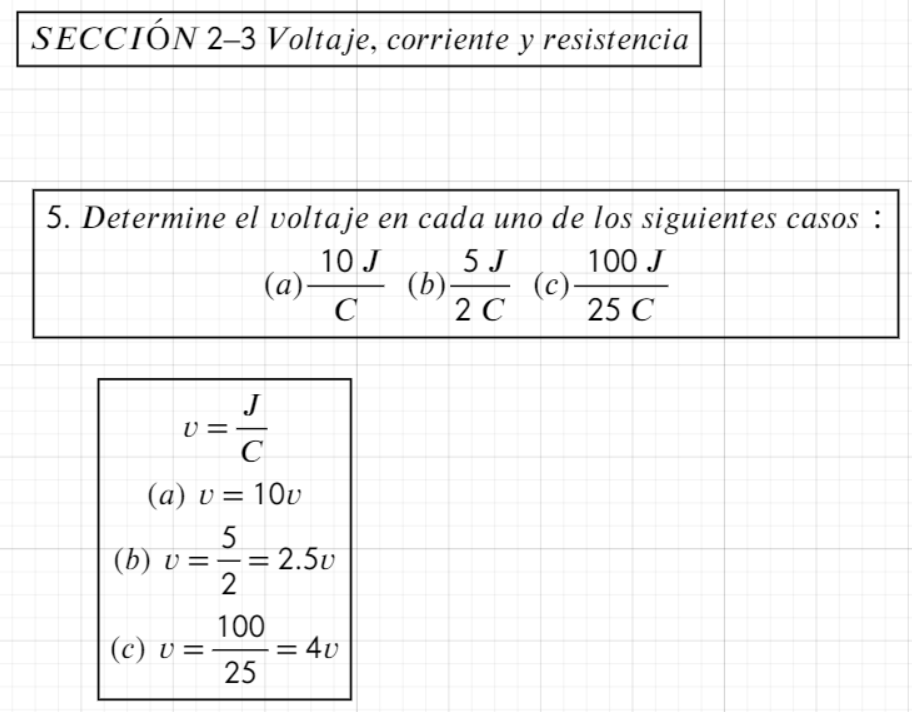 SECCIÓN 2–3 Voltaje, corriente y resistencia
5. Determine el voltaje en cada uno de los siguientes casos :
(a) 10 J / C (b) 5 J / 2 C (c) 100 J / 25 C
v = J / C
(a) v = 10v
(b) v = 5 / 2 = 2.5v
(c) v = 100 / 25 = 4v